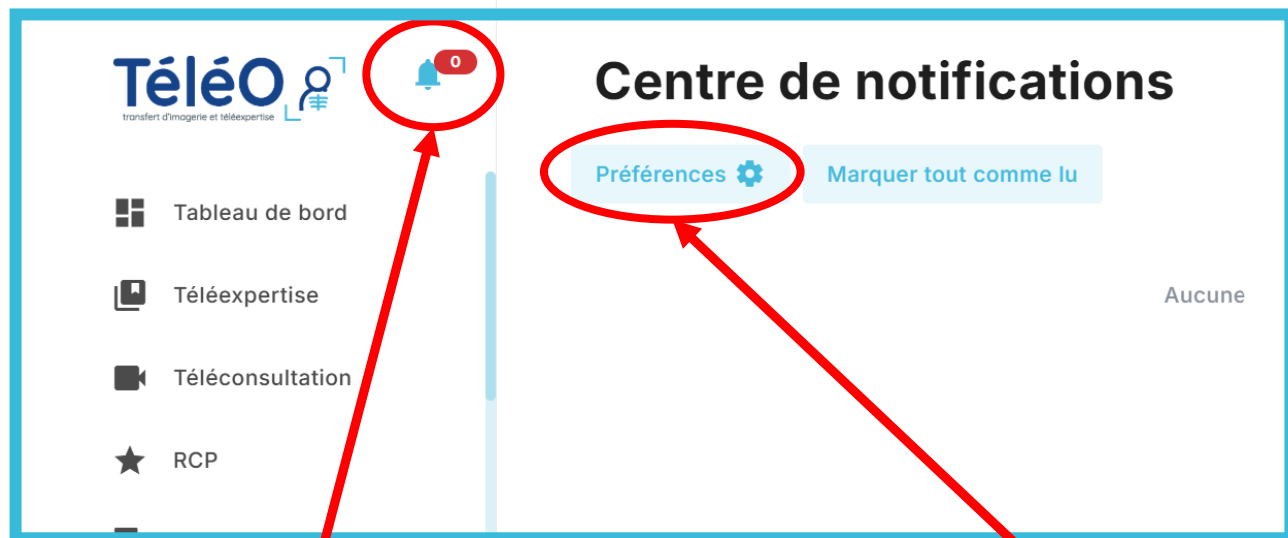 TéléO
transfert d'imagerie et téléexpertise
0
Centre de notifications
Préférences
Marquer tout comme lu
Tableau de bord
Téléexpertise
Aucune
Téléconsultation
RCP